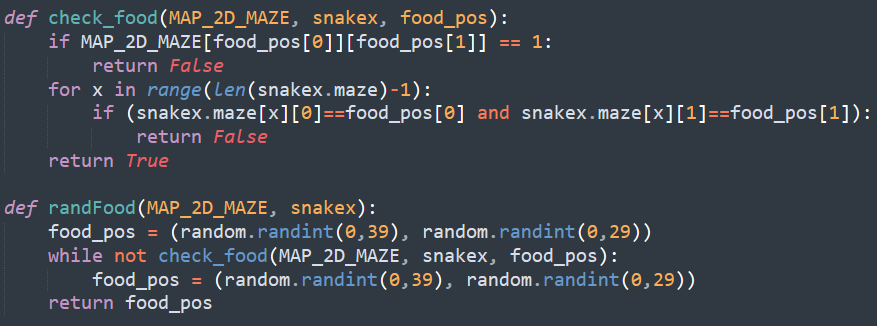 def check_food(MAP_2D_MAZE, snakex, food_pos):
    if MAP_2D_MAZE[food_pos[0]][food_pos[1]] == 1:
        return False
    for x in range(len(snakex.maze)-1):
        if (snakex.maze[x][0]==food_pos[0] and snakex.maze[x][1]==food_pos[1]):
            return False
    return True

def randFood(MAP_2D_MAZE, snakex):
    food_pos = (random.randint(0,39), random.randint(0,29))
    while not check_food(MAP_2D_MAZE, snakex, food_pos):
        food_pos = (random.randint(0,39), random.randint(0,29))
    return food_pos